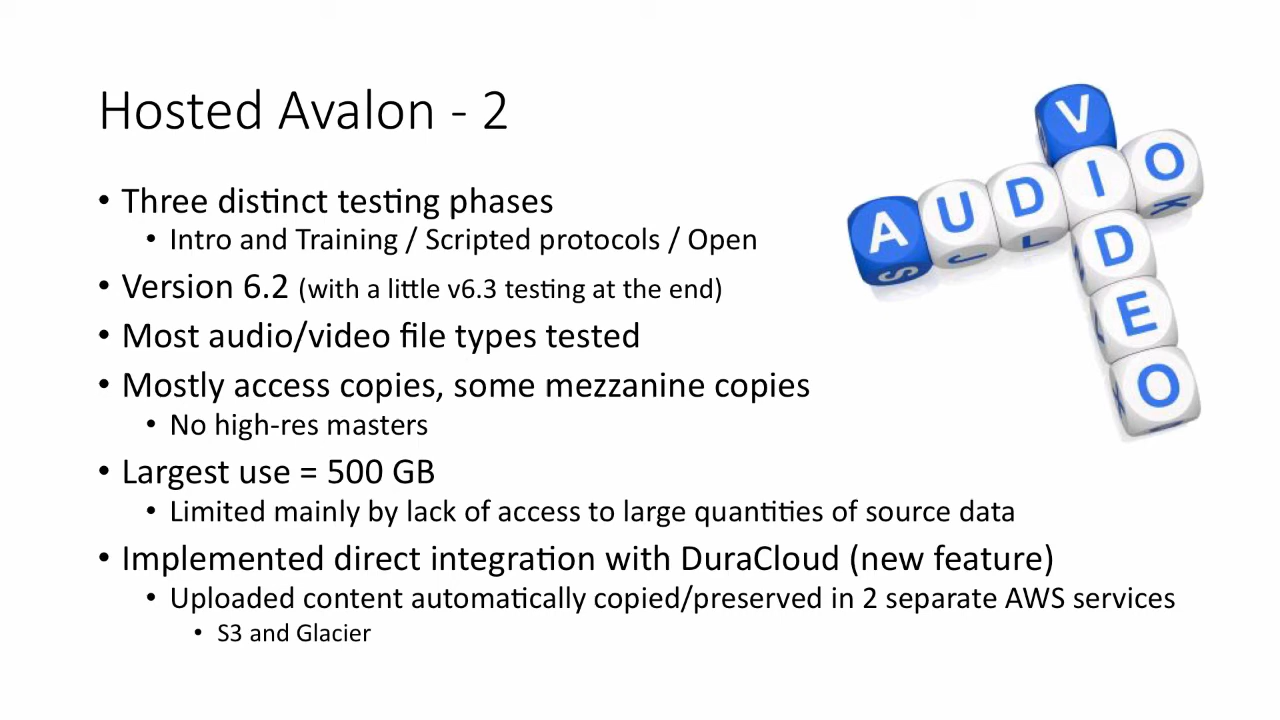 Hosted Avalon - 2
• Three distinct testing phases
• Intro and Training / Scripted protocols / Open
• Version 6.2 (with a little v6.3 testing at the end)
• Most audio/video file types tested
• Mostly access copies, some mezzanine copies
• No high-res masters
• Largest use = 500 GB
• Limited mainly by lack of access to large quantities of source data
• Implemented direct integration with DuraCloud (new feature)
• Uploaded content automatically copied/preserved in 2 separate AWS services
• S3 and Glacier
AUDIO
VIDEO